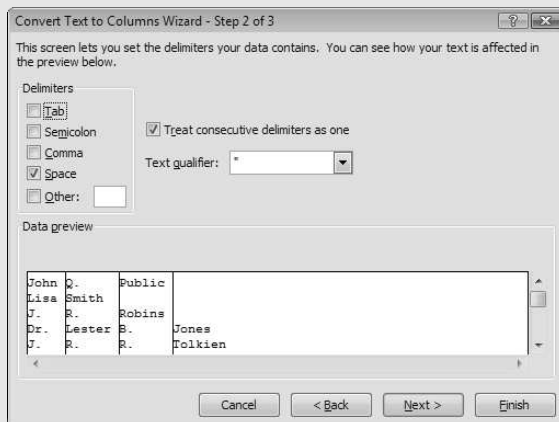 Convert Text to Columns Wizard - Step 2 of 3
This screen lets you set the delimiters your data contains. You can see how your text is affected in
the preview below.
Delimiters
Tab
Semicolon
Comma
Space
Other:
Treat consecutive delimiters as one
Text qualifier: "
Data preview
John Q. Public
Lisa Smith
J. R. Robins
Dr. Lester B. Jones
J. R. R. Tolkien
Cancel < Back Next > Finish